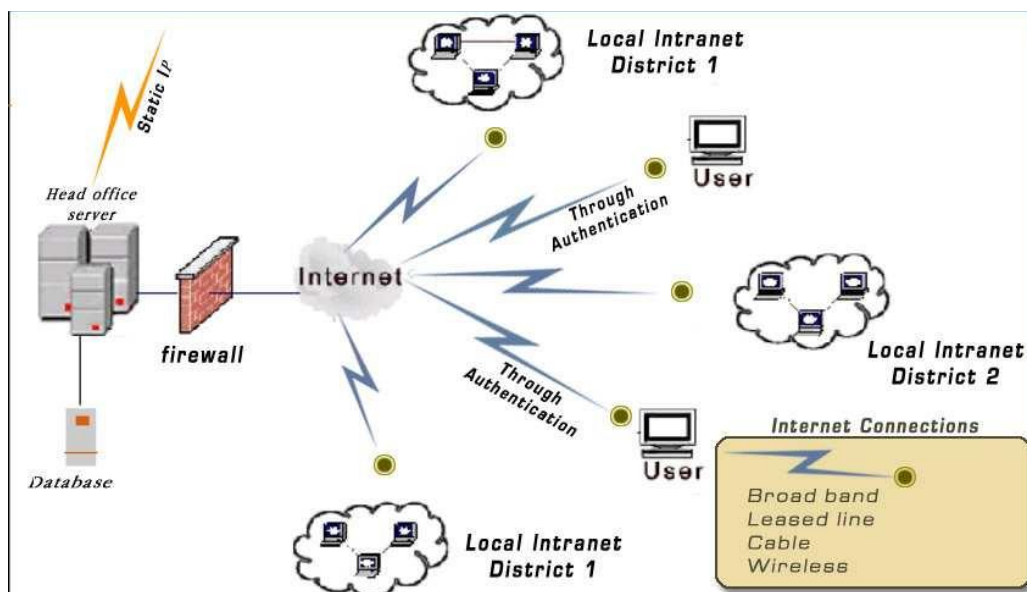 Local Intranet
District 1
Static IP
Head office
server
User
Through
Authentication
Internet
firewall
Local Intranet
District 2
Through
Authentication
User
Database
Local Intranet
District 1
Internet Connections
Broad band
Leased line
Cable
Wireless